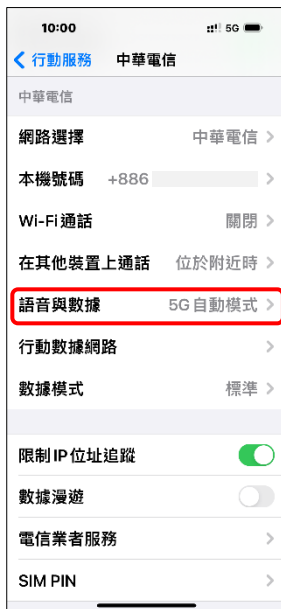 10:00 5G
行動服務 中華電信
中華電信
網路選擇 中華電信
本機號碼 +886
Wi-Fi通話 關閉
在其他裝置上通話 位於附近時
語音與數據 5G自動模式
行動數據網路
數據模式 標準
限制IP位址追蹤
數據漫遊
電信業者服務
SIM PIN